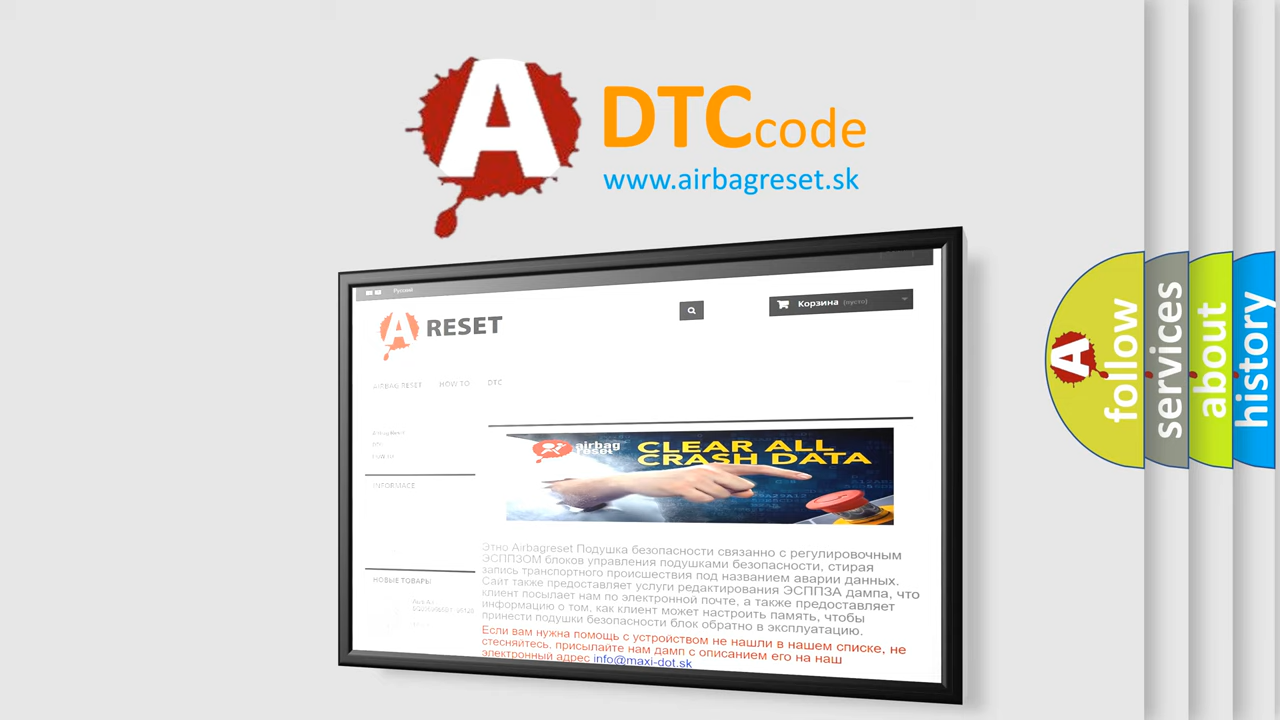 A
DTCcode
www.airbagreset.sk
Русский
A RESET
Корзина (пусто)
AIRBAG RESET HOW TO DTC
INFORMACE
airbag
reset
CLEAR ALL
CRASH DATA
Этно Airbagreset Подушка безопасности связанно с регулировочным
ЭСППЗОМ блоков управления подушками безопасности, стирая
запись транспортного происшествия под названием аварии данных.
Сайт также предоставляет услуги редактирования ЭСППЗА дампа, что
клиент посылает нам по электронной почте, а также предоставляет
информацию о том, как клиент может настроить память, чтобы
принести подушки безопасности блок обратно в эксплуатацию.
Если вам нужна помощь с устройством не нашли в нашем списке, не
стесняйтесь, присылайте нам дамп с описанием его на наш
электронный адрес info@maxi-dot.sk
НОВЫЕ ТОВАРЫ
A
follow
services
about
history